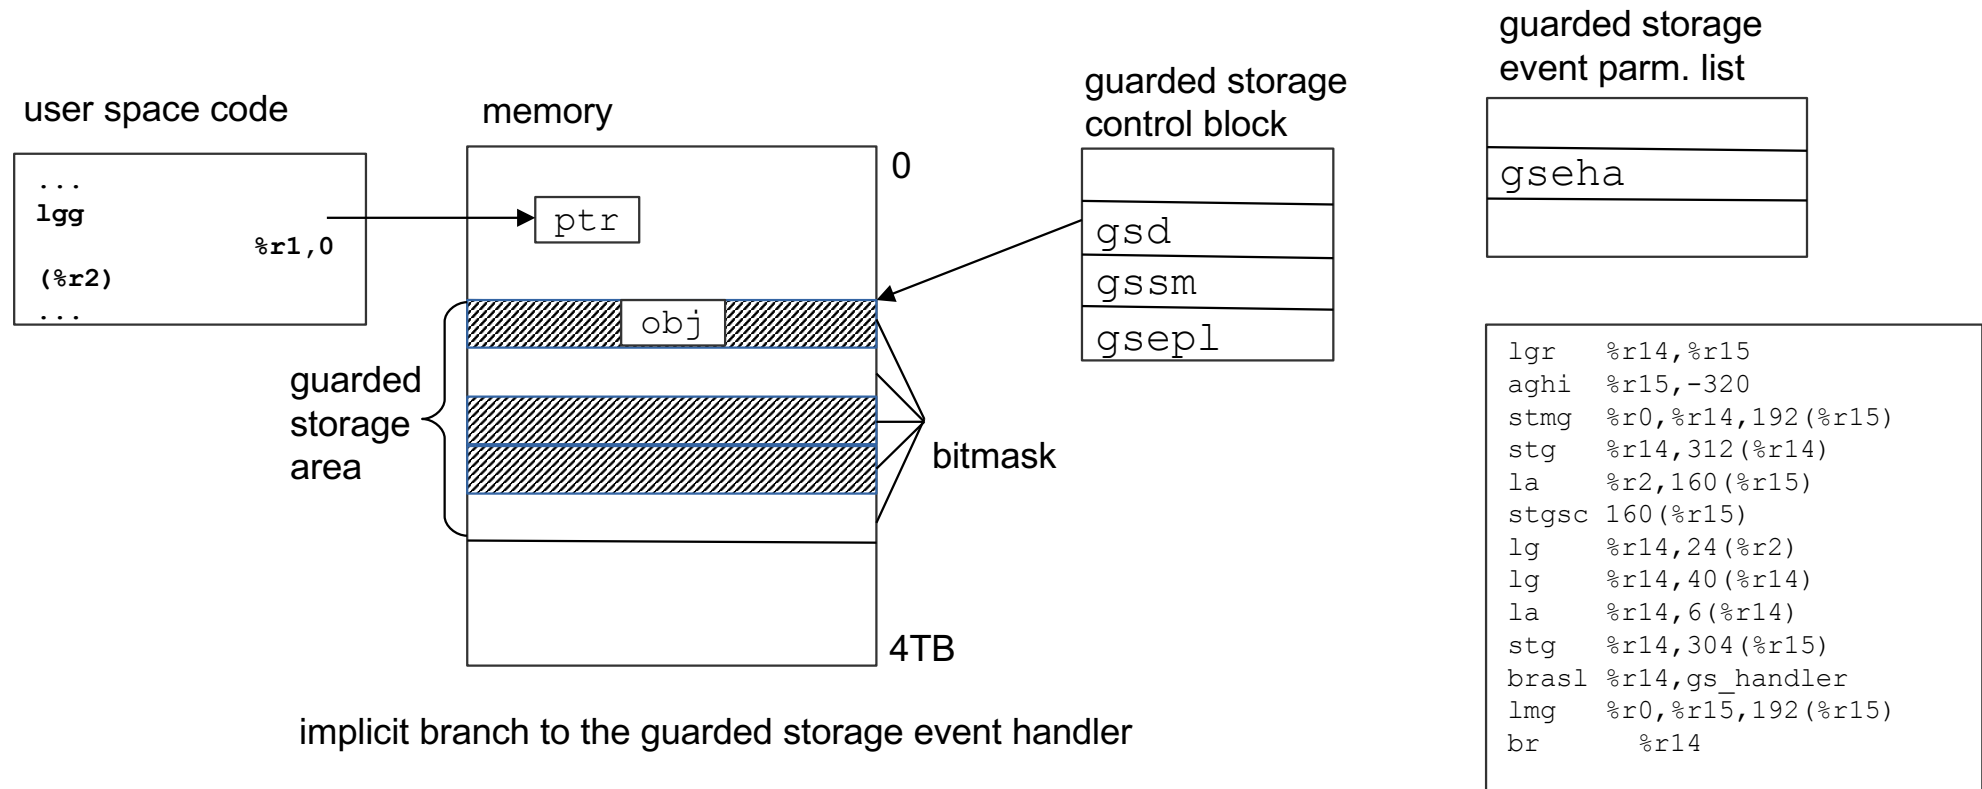 user space code
...
lgg
%r1,0
(%r2)
...
memory
0
ptr
obj
guarded
storage
area
bitmask
4TB
guarded storage
control block
gsd
gssm
gsepl
guarded storage
event parm. list
gseha
lgr %r14,%r15
aghi %r15,-320
stmg %r0,%r14,192(%r15)
stg %r14,312(%r14)
la %r2,160(%r15)
stgsc 160(%r15)
lg %r14,24(%r2)
lg %r14,40(%r14)
la %r14,6(%r14)
stg %r14,304(%r15)
brasl %r14,gs_handler
lmg %r0,%r15,192(%r15)
br %r14
implicit branch to the guarded storage event handler